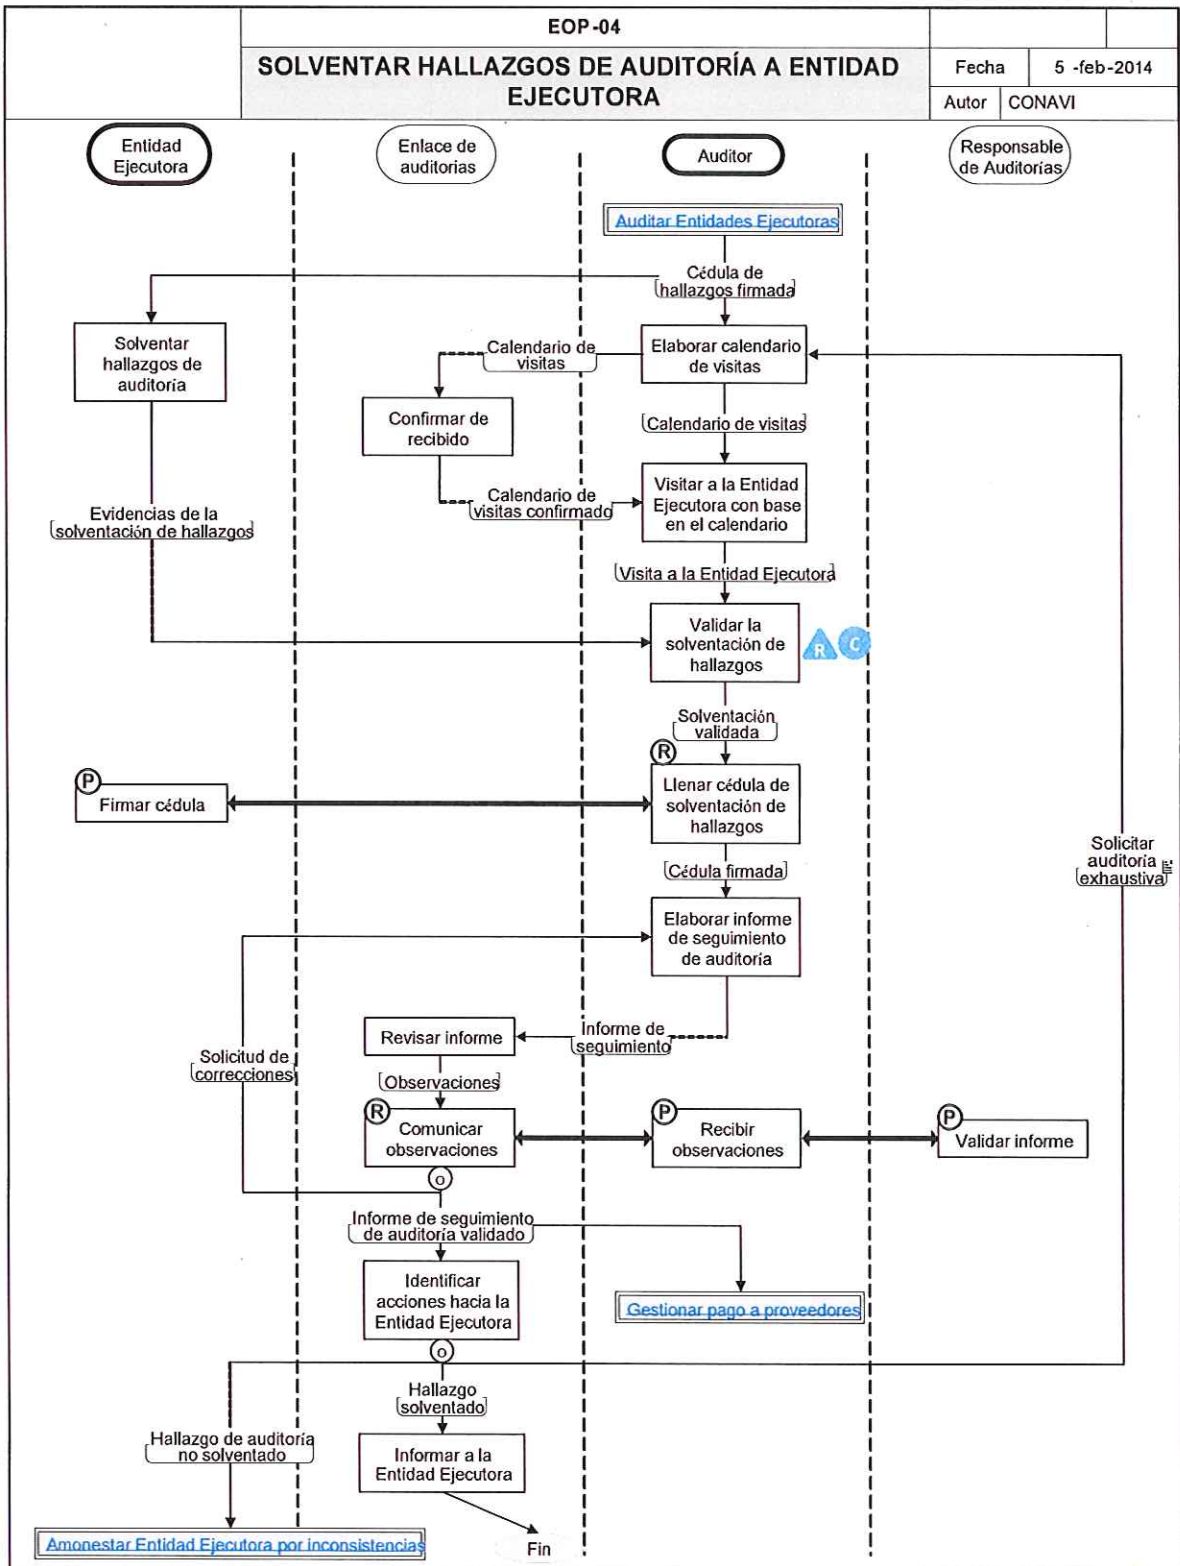 EOP-04
SOLVENTAR HALLAZGOS DE AUDITORÍA A ENTIDAD
EJECUTORA
Fecha
5 -feb-2014
Autor
CONAVI
Entidad
Ejecutora
Enlace de
auditorias
Auditor
Responsable
de Auditorías
Auditar Entidades Ejecutoras
Cédula de
hallazgos firmada
Solventar
hallazgos de
auditoría
Calendario de
visitas
Elaborar calendario
de visitas
Confirmar de
recibido
Calendario de visitas
Calendario de
visitas confirmado
Visitar a la Entidad
Ejecutora con base
en el calendario
Evidencias de la
solventación de hallazgos
Visita a la Entidad Ejecutora
Validar la
solventación de
hallazgos
R
C
Solventación
validada
R
P
Firmar cédula
Llenar cédula de
solventación de
hallazgos
Solicitar
auditoría
exhaustiva
Cédula firmada
Elaborar informe
de seguimiento
de auditoría
Revisar informe
Informe de
seguimiento
Solicitud de
correcciones
Observaciones
R
Comunicar
observaciones
P
Recibir
observaciones
P
Validar informe
o
Informe de seguimiento
de auditoría validado
Identificar
acciones hacia la
Entidad Ejecutora
Gestionar pago a proveedores
o
Hallazgo
solventado
Hallazgo de auditoría
no solventado
Informar a la
Entidad Ejecutora
Amonestar Entidad Ejecutora por inconsistencias
Fin